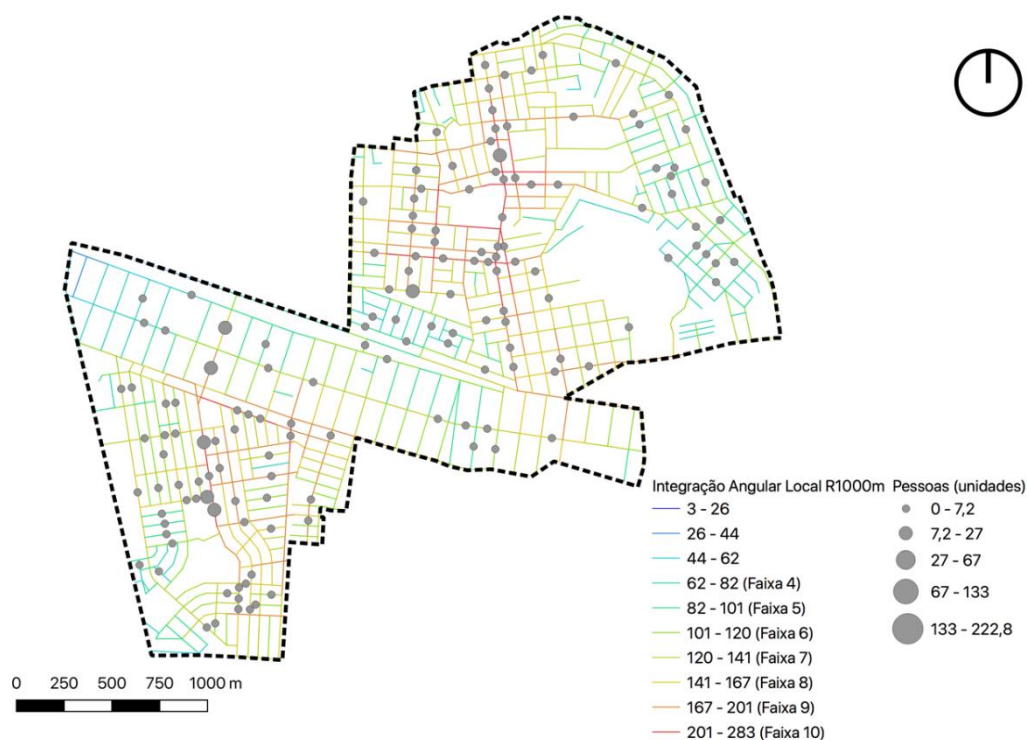 Integração Angular Local R1000m
3 - 26
26 - 44
44 - 62
62 - 82 (Faixa 4)
82 - 101 (Faixa 5)
101 - 120 (Faixa 6)
120 - 141 (Faixa 7)
141 - 167 (Faixa 8)
167 - 201 (Faixa 9)
201 - 283 (Faixa 10)
Pessoas (unidades)
0 - 7,2
7,2 - 27
27 - 67
67 - 133
133 - 222,8
0 250 500 750 1000 m